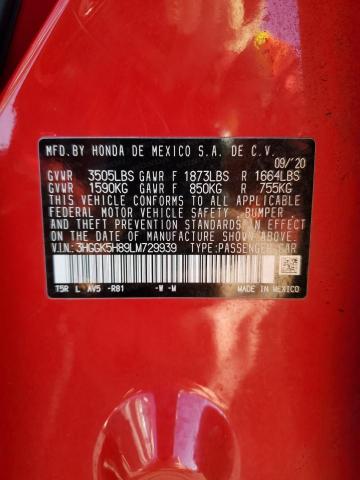 MFD.BY HONDA DE MEXICO S.A. DE C.V.
09/'20
GVWR 3505LBS GAWR F 1873LBS R 1664LBS
GVWR 1590KG GAWR F 850KG R 755KG
THIS VEHICLE CONFORMS TO ALL APPLICABLE
FEDERAL MOTOR VEHICLE SAFETY, BUMPER,
AND THEFT PREVENTION STANDARDS IN EFFECT
ON THE DATE OF MANUFACTURE SHOWN ABOVE.
V.I.N.: 3HGGK5H89LM729939 TYPE:PASSENGER CAR
T5R L AV5 -R81 -W -M MADE IN MEXICO